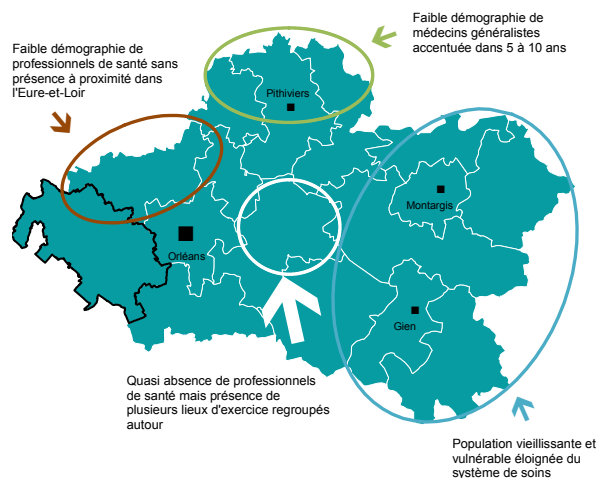 Faible démographie de
médecins généralistes
accentuée dans 5 à 10 ans
Faible démographie de
professionnels de santé sans
présence à proximité dans
l'Eure-et-Loir
Pithiviers
Montargis
Orléans
Gien
Quasi absence de professionnels
de santé mais présence de
plusieurs lieux d'exercice regroupés
autour
Population vieillissante et
vulnérable éloignée du
système de soins